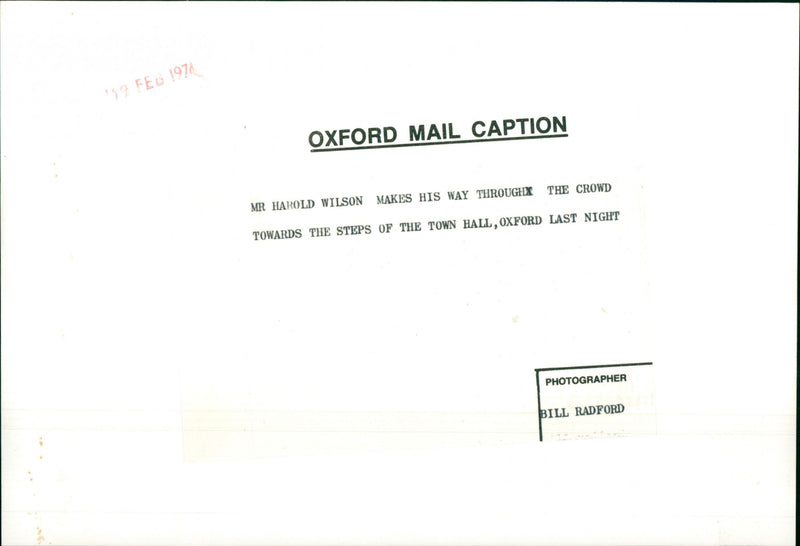 19 FEB 1974
OXFORD MAIL CAPTION
MR HAROLD WILSON MAKES HIS WAY THROUGHX THE CROWD
TOWARDS THE STEPS OF THE TOWN HALL,OXFORD LAST NIGHT
PHOTOGRAPHER
BILL RADFORD